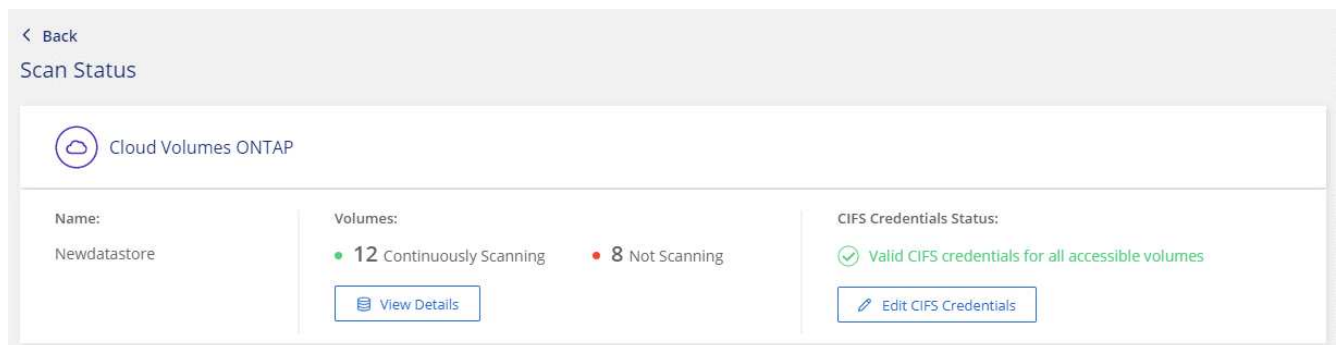 Back
Scan Status
Cloud Volumes ONTAP
Name:
Newdatastore
Volumes:
12 Continuously Scanning
8 Not Scanning
View Details
CIFS Credentials Status:
Valid CIFS credentials for all accessible volumes
Edit CIFS Credentials